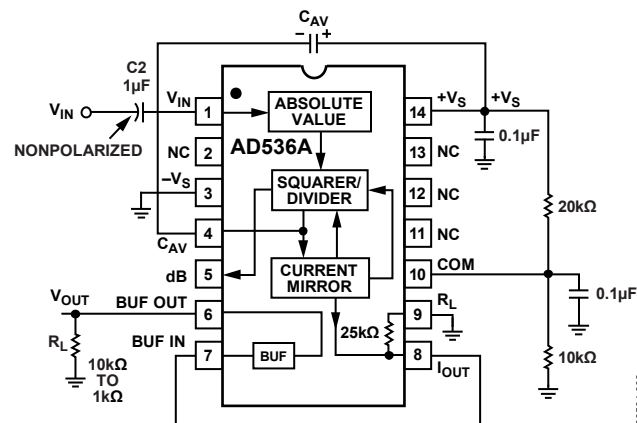 CAV
– +
C2
1µF
VIN
VIN
NONPOLARIZED
1
ABSOLUTE
VALUE
14
+VS
+VS
0.1µF
NC
2
AD536A
13
NC
–VS
3
SQUARER/
DIVIDER
12
NC
20kΩ
4
CAV
11
NC
dB
5
CURRENT
MIRROR
10
COM
0.1µF
VOUT
BUF OUT
6
25kΩ
9
RL
RL
10kΩ
TO
1kΩ
BUF IN
7
BUF
8
IOUT
10kΩ